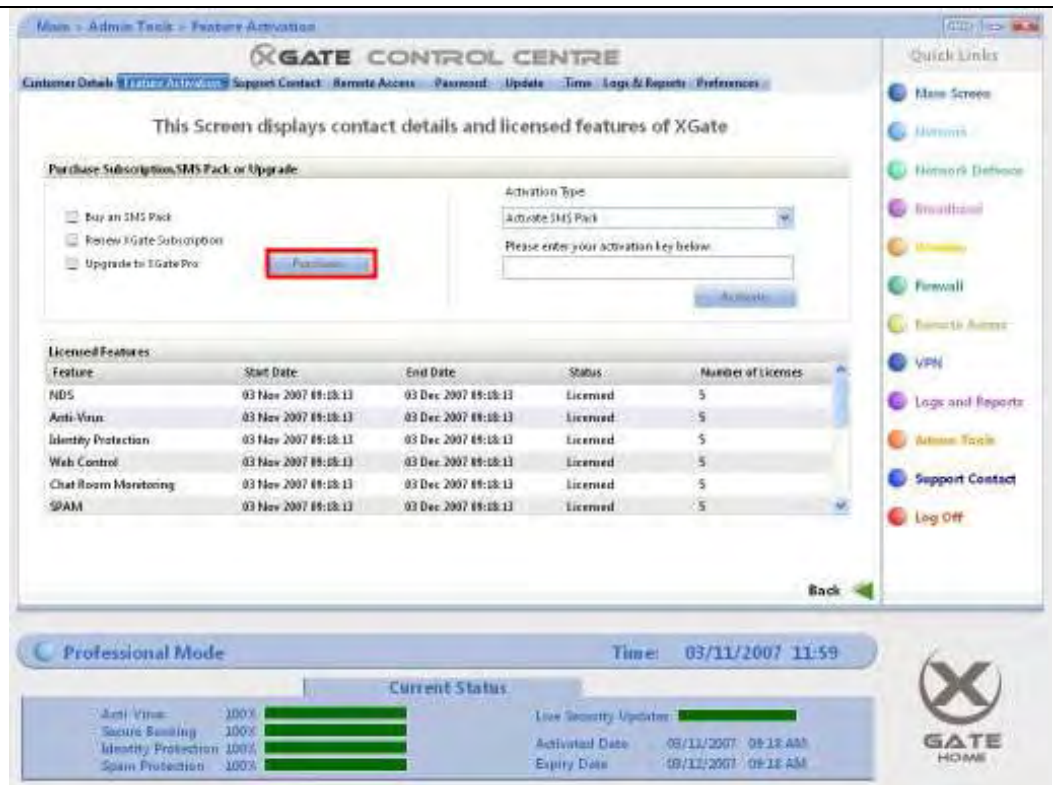 Main > Admin Tools > Feature Activation
XGATE CONTROL CENTRE
Customer Details Feature Activation Support Contact Remote Access Password Update Time Logs & Reports Preferences
This Screen displays contact details and licensed features of XGate
Purchase Subscription,SMS Pack or Upgrade
Buy an SMS Pack
Renew XGate Subscription
Upgrade to XGate Pro
Purchase
Activation Type
Activate SMS Pack
Please enter your activation key below
Activate
Licensed Features
Feature Start Date End Date Status Number of Licenses
NDS 03 Nov 2007 09:18:13 03 Dec 2007 09:18:13 Licensed 5
Anti-Virus 03 Nov 2007 09:18:13 03 Dec 2007 09:18:13 Licensed 5
Identity Protection 03 Nov 2007 09:18:13 03 Dec 2007 09:18:13 Licensed 5
Web Control 03 Nov 2007 09:18:13 03 Dec 2007 09:18:13 Licensed 5
Chat Room Monitoring 03 Nov 2007 09:18:13 03 Dec 2007 09:18:13 Licensed 5
SPAM 03 Nov 2007 09:18:13 03 Dec 2007 09:18:13 Licensed 5
Back
Quick Links
Main Screen
Network
Network Defence
Broadband
Firewall
Remote Access
VPN
Logs and Reports
Admin Tools
Support Contact
Log Off
Professional Mode
Time: 03/11/2007 11:59
Current Status
Anti Virus 100%
Secure Banking 100%
Identity Protection 100%
Spam Protection 100%
Live Security Updates
Activated Date 03/11/2007 09:18 AM
Expiry Date 03/12/2007 09:18 AM
X
GATE
HOME